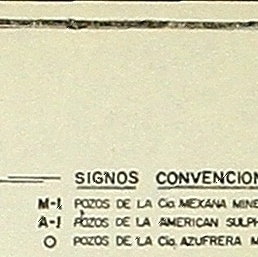 SIGNOS CONVENCION
M-1 POZOS DE LA Cia. MEXANA MINE
A-1 POZOS DE LA AMERICAN SULPH
O POZOS DE LA Cia. AZUFRERA M